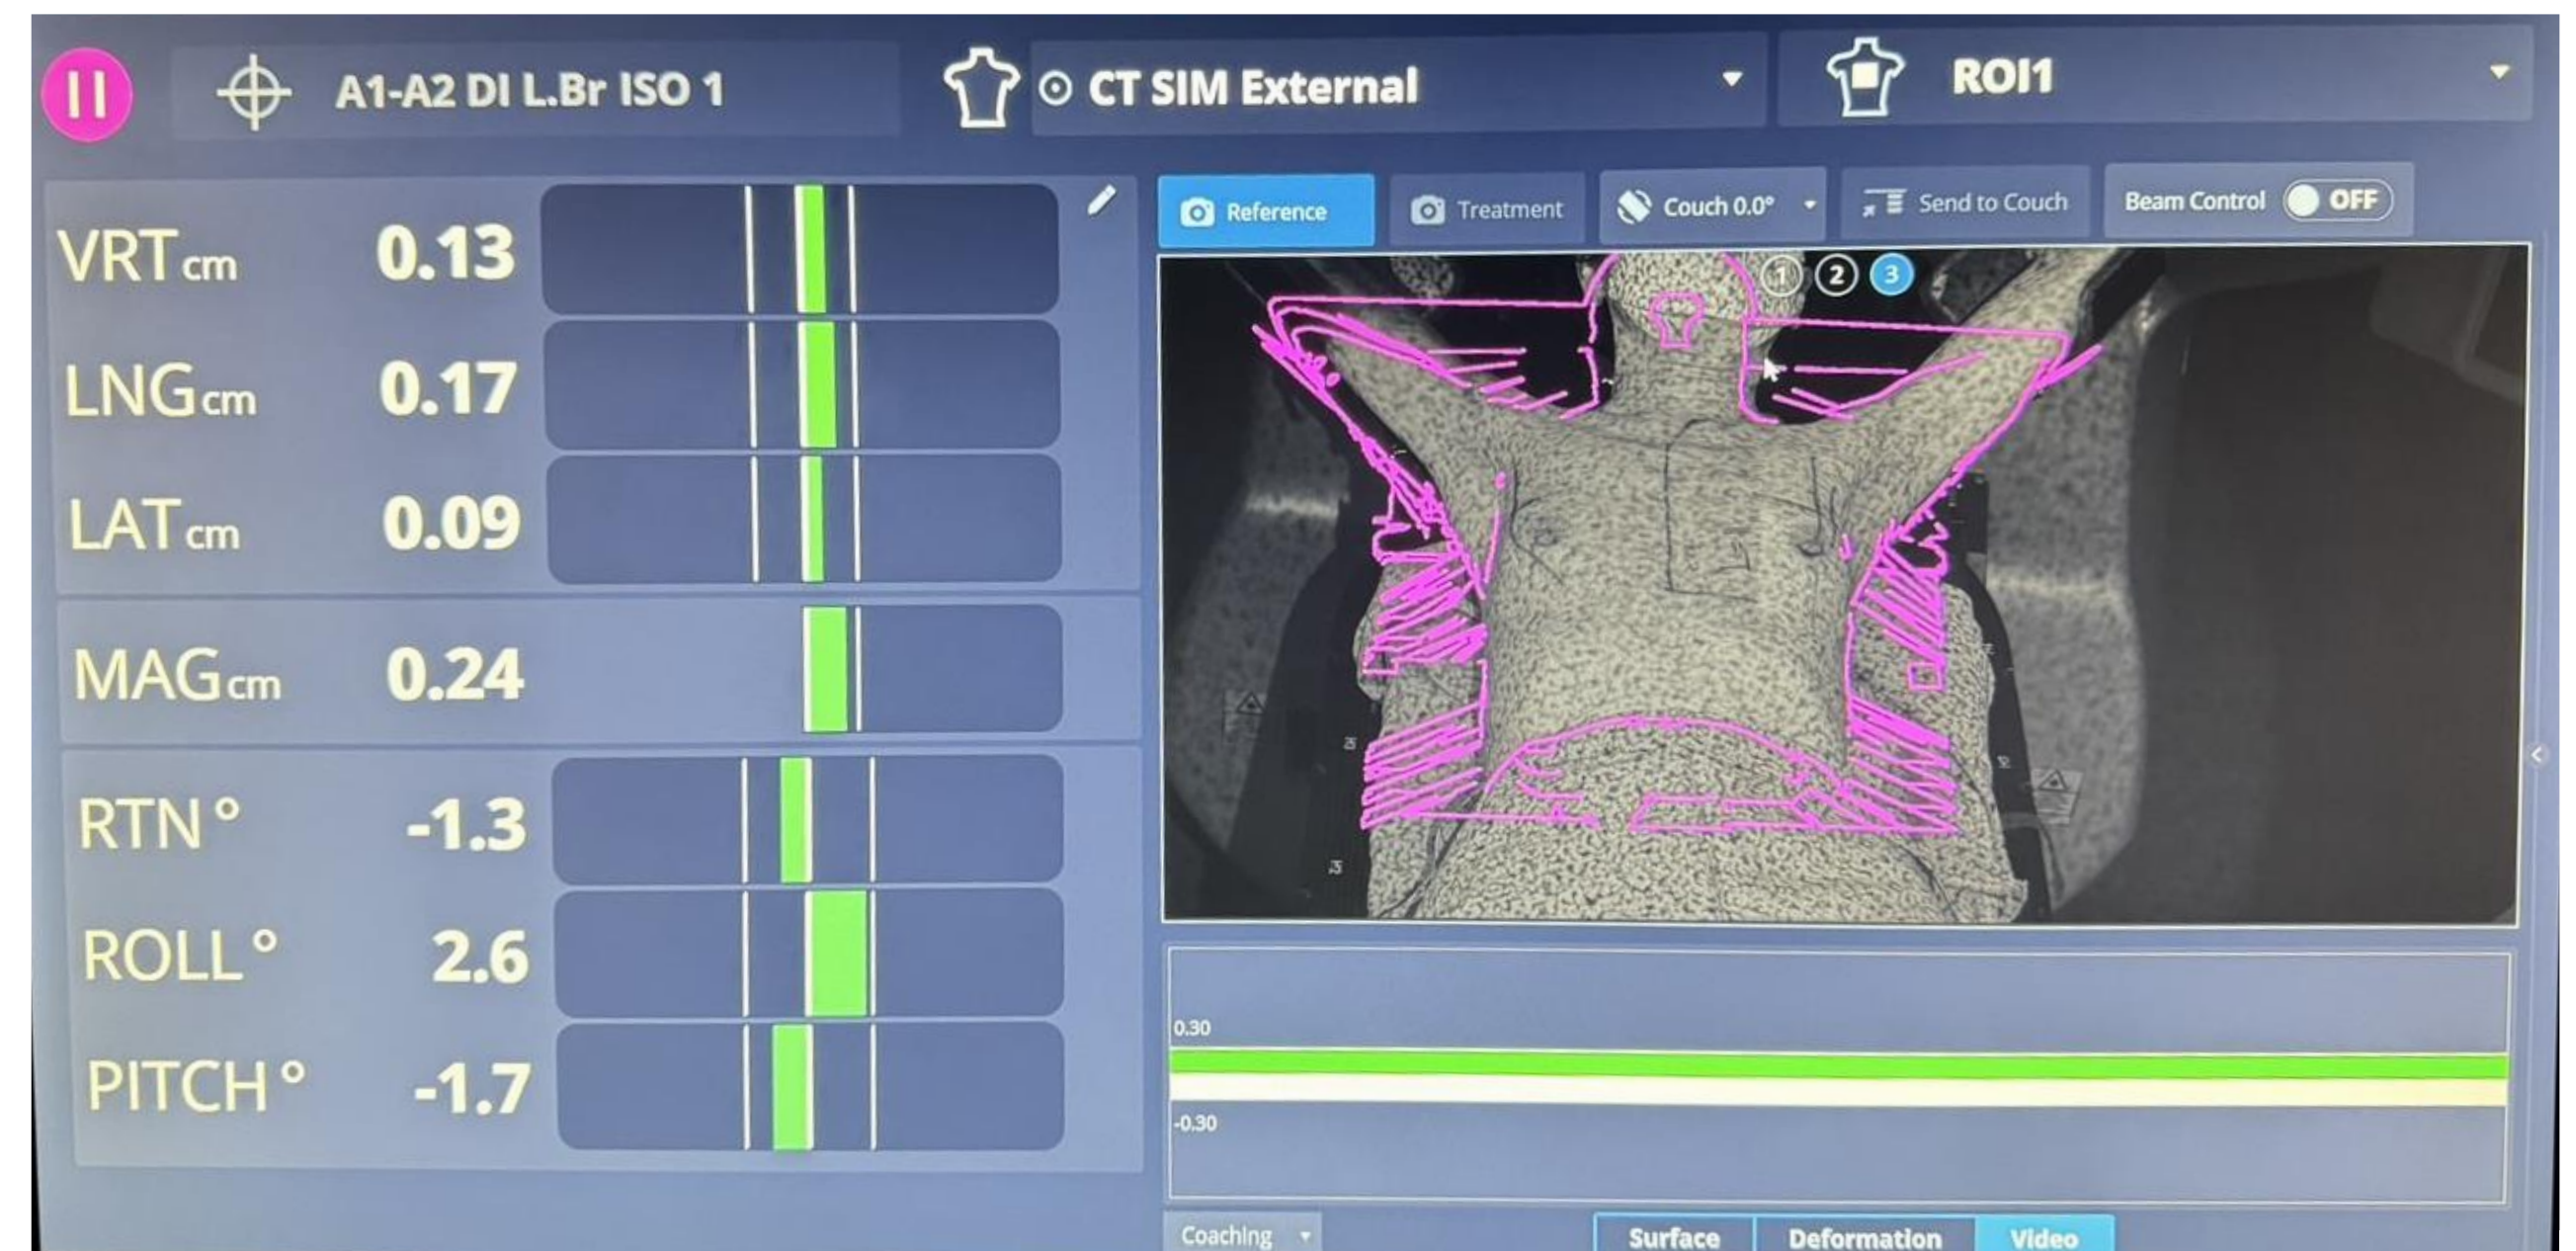 A1-A2 DI L.Br ISO 1
CT SIM External
ROI1
VRT cm 0.13
LNG cm 0.17
LAT cm 0.09
MAG cm 0.24
RTN° -1.3
ROLL° 2.6
PITCH° -1.7
Reference
Treatment
Couch 0.0°
Send to Couch
Beam Control OFF
1 2 3
0.30
-0.30
Coaching
Surface
Deformation
Video